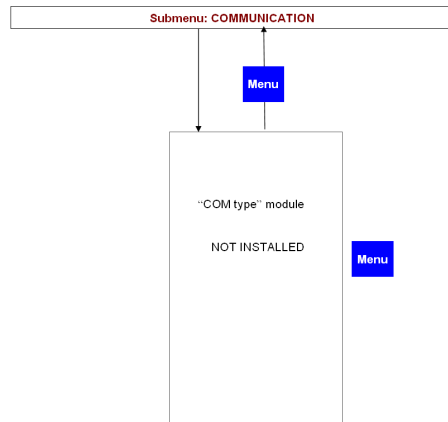 Submenu: COMMUNICATION
Menu
“COM type” module
NOT INSTALLED
Menu